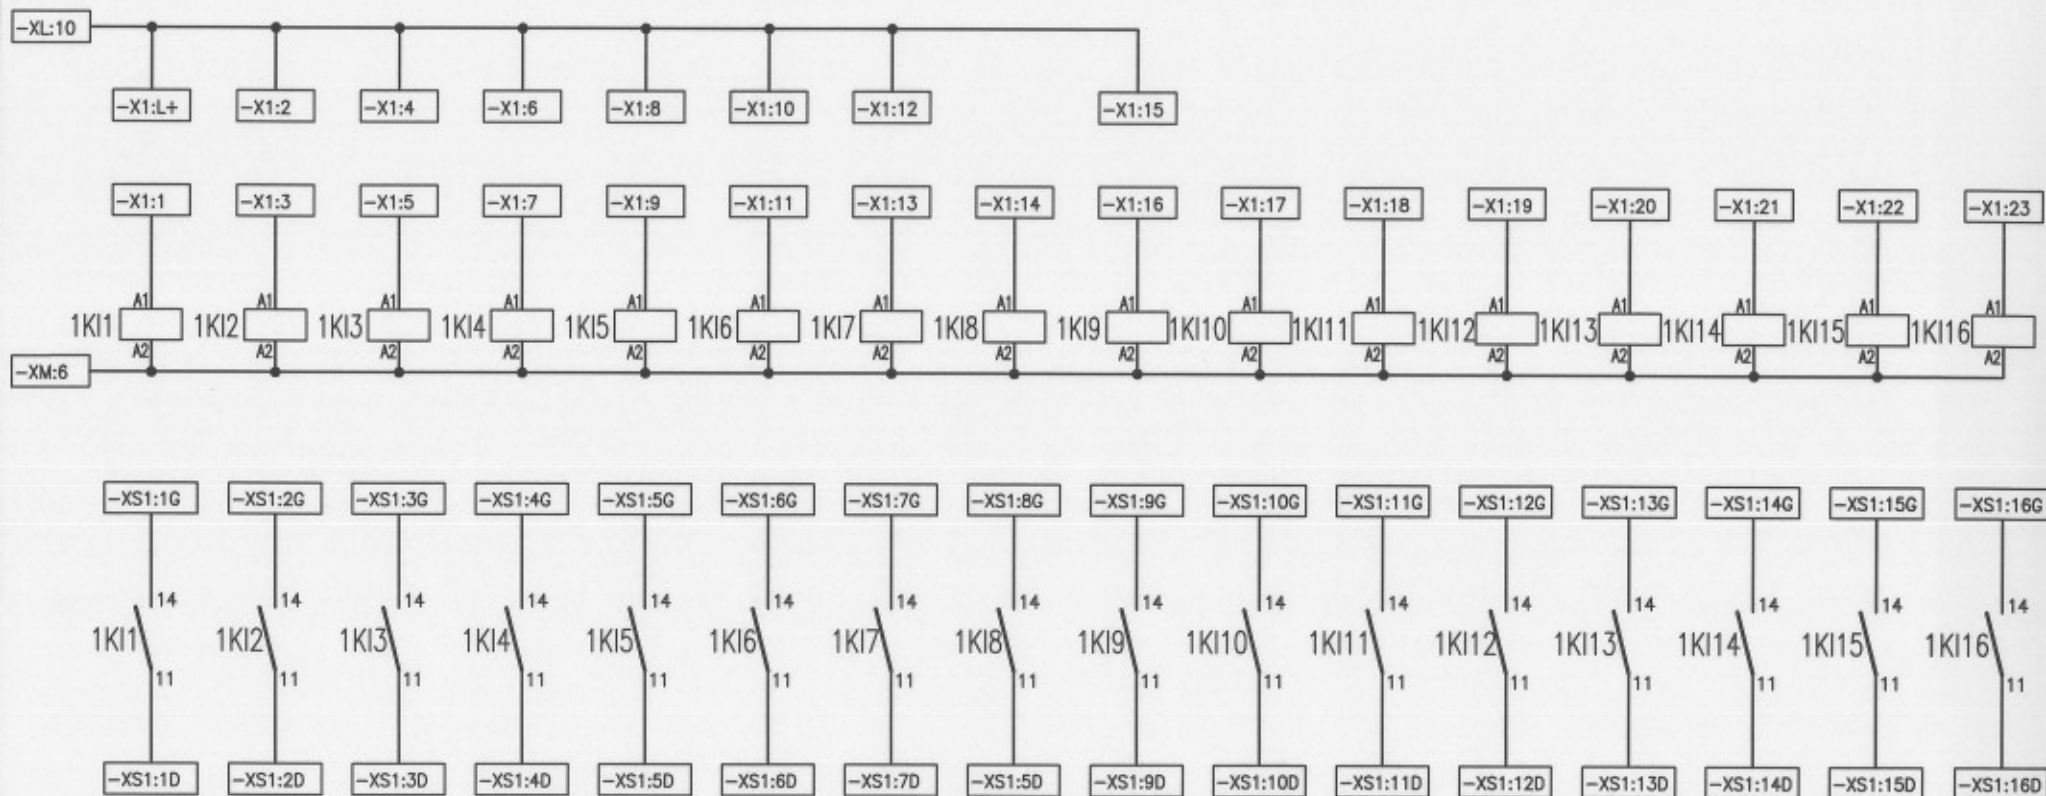 -XL:10
-X1:L+ -X1:2 -X1:4 -X1:6 -X1:8 -X1:10 -X1:12 -X1:15
-X1:1 -X1:3 -X1:5 -X1:7 -X1:9 -X1:11 -X1:13 -X1:14 -X1:16 -X1:17 -X1:18 -X1:19 -X1:20 -X1:21 -X1:22 -X1:23
A1 A1 A1 A1 A1 A1 A1 A1 A1 A1 A1 A1 A1 A1 A1 A1
1KI1 1KI2 1KI3 1KI4 1KI5 1KI6 1KI7 1KI8 1KI9 1KI10 1KI11 1KI12 1KI13 1KI14 1KI15 1KI16
A2 A2 A2 A2 A2 A2 A2 A2 A2 A2 A2 A2 A2 A2 A2 A2
-XM:6
-XS1:1G -XS1:2G -XS1:3G -XS1:4G -XS1:5G -XS1:6G -XS1:7G -XS1:8G -XS1:9G -XS1:10G -XS1:11G -XS1:12G -XS1:13G -XS1:14G -XS1:15G -XS1:16G
14 14 14 14 14 14 14 14 14 14 14 14 14 14 14 14
1KI1 1KI2 1KI3 1KI4 1KI5 1KI6 1KI7 1KI8 1KI9 1KI10 1KI11 1KI12 1KI13 1KI14 1KI15 1KI16
11 11 11 11 11 11 11 11 11 11 11 11 11 11 11 11
-XS1:1D -XS1:2D -XS1:3D -XS1:4D -XS1:5D -XS1:6D -XS1:7D -XS1:5D -XS1:9D -XS1:10D -XS1:11D -XS1:12D -XS1:13D -XS1:14D -XS1:15D -XS1:16D